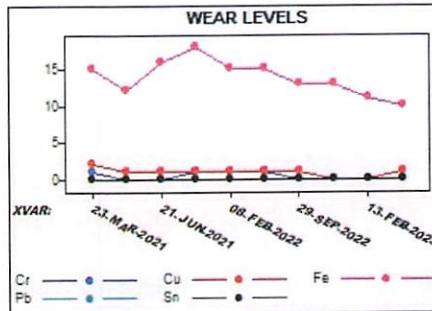 WEAR LEVELS
15
10
5
0
XVAR:
23. MAR-2021
21. JUN.2021
08. FEB-2022
29-SEP-2022
13. FEB-202
Cr
Cu
Fe
Pb
Sn